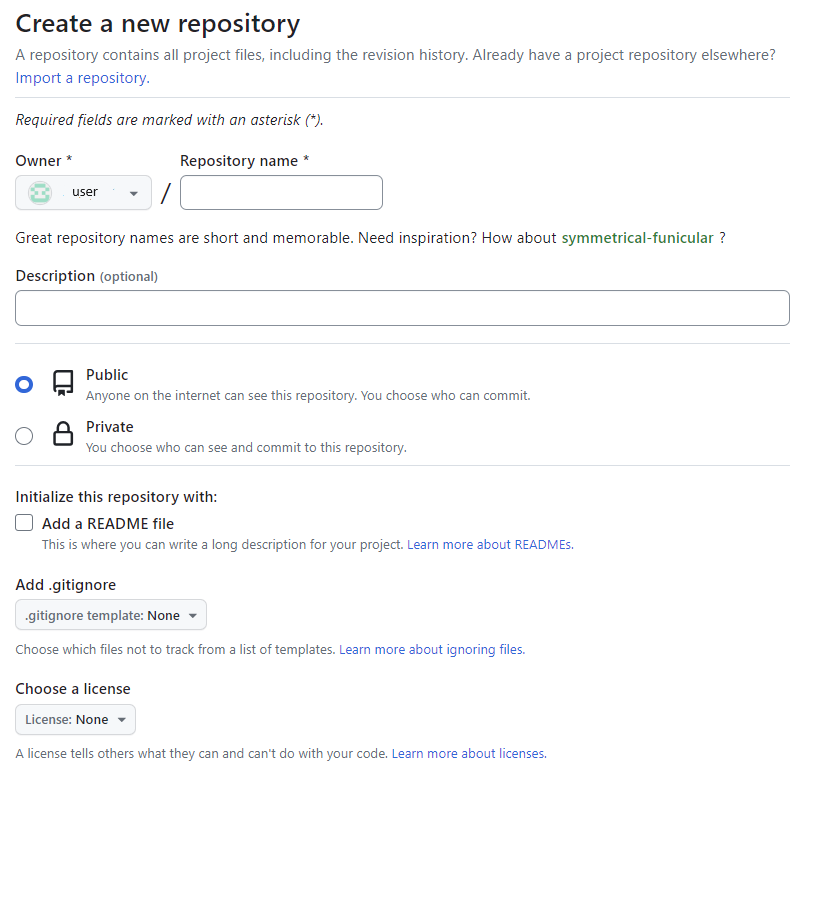 Create a new repository
A repository contains all project files, including the revision history. Already have a project repository elsewhere?
Import a repository.
Required fields are marked with an asterisk (*).
Owner * Repository name *
user /
Great repository names are short and memorable. Need inspiration? How about symmetrical-funicular ?
Description (optional)
Public
Anyone on the internet can see this repository. You choose who can commit.
Private
You choose who can see and commit to this repository.
Initialize this repository with:
Add a README file
This is where you can write a long description for your project. Learn more about READMEs.
Add .gitignore
.gitignore template: None
Choose which files not to track from a list of templates. Learn more about ignoring files.
Choose a license
License: None
A license tells others what they can and can't do with your code. Learn more about licenses.